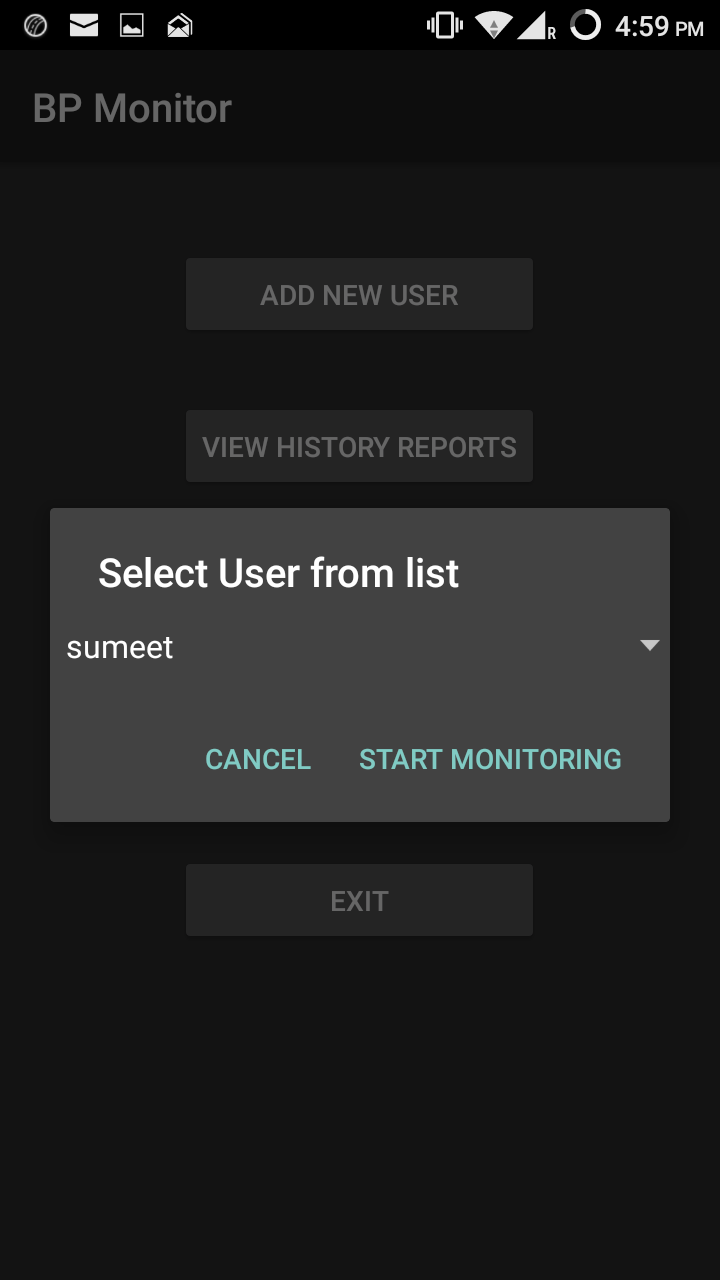 R 4:59 PM
BP Monitor
ADD NEW USER
VIEW HISTORY REPORTS
Select User from list
sumeet
CANCEL START MONITORING
EXIT